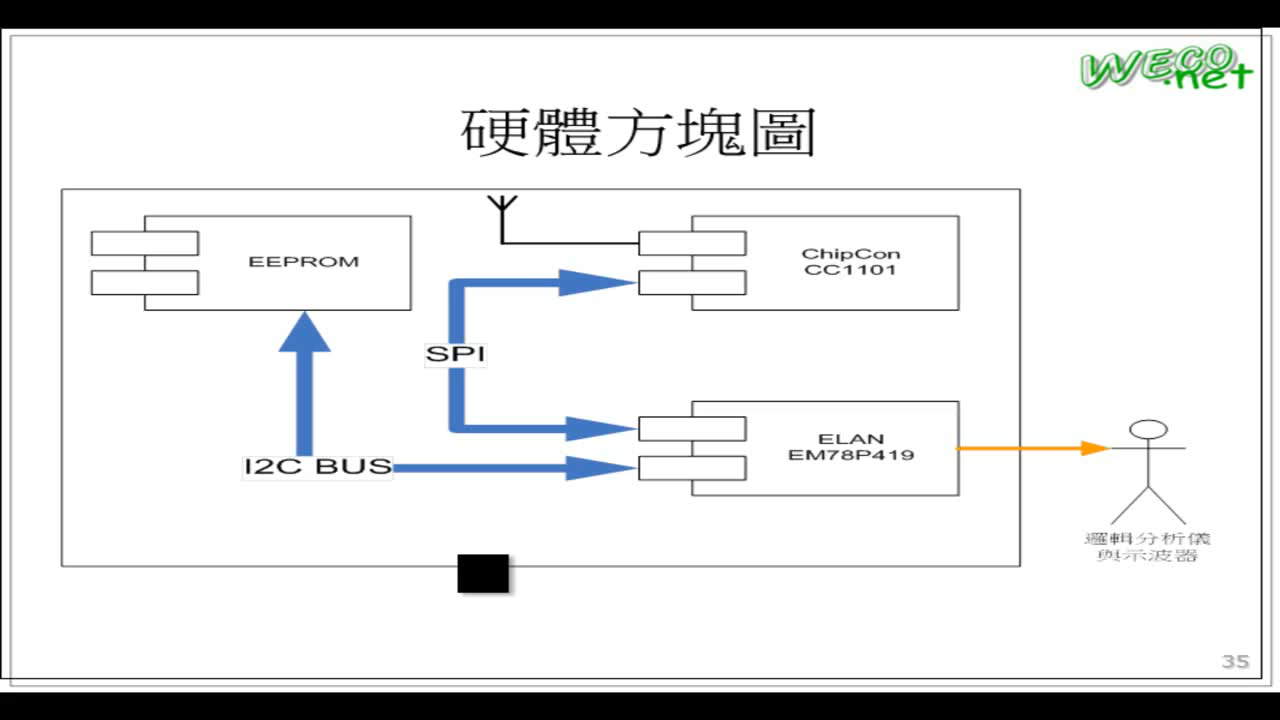 WECO
.net
硬體方塊圖
EEPROM
ChipCon
CC1101
SPI
ELAN
EM78P419
I2C BUS
邏輯分析儀
與示波器
35